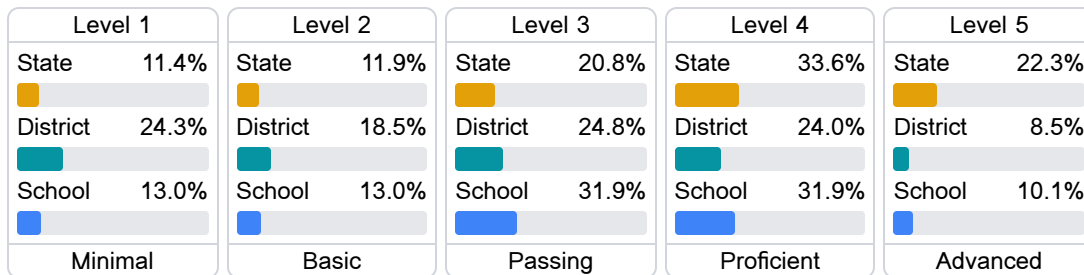 Level 1
State 11.4%
District 24.3%
School 13.0%
Minimal
Level 2
State 11.9%
District 18.5%
School 13.0%
Basic
Level 3
State 20.8%
District 24.8%
School 31.9%
Passing
Level 4
State 33.6%
District 24.0%
School 31.9%
Proficient
Level 5
State 22.3%
District 8.5%
School 10.1%
Advanced